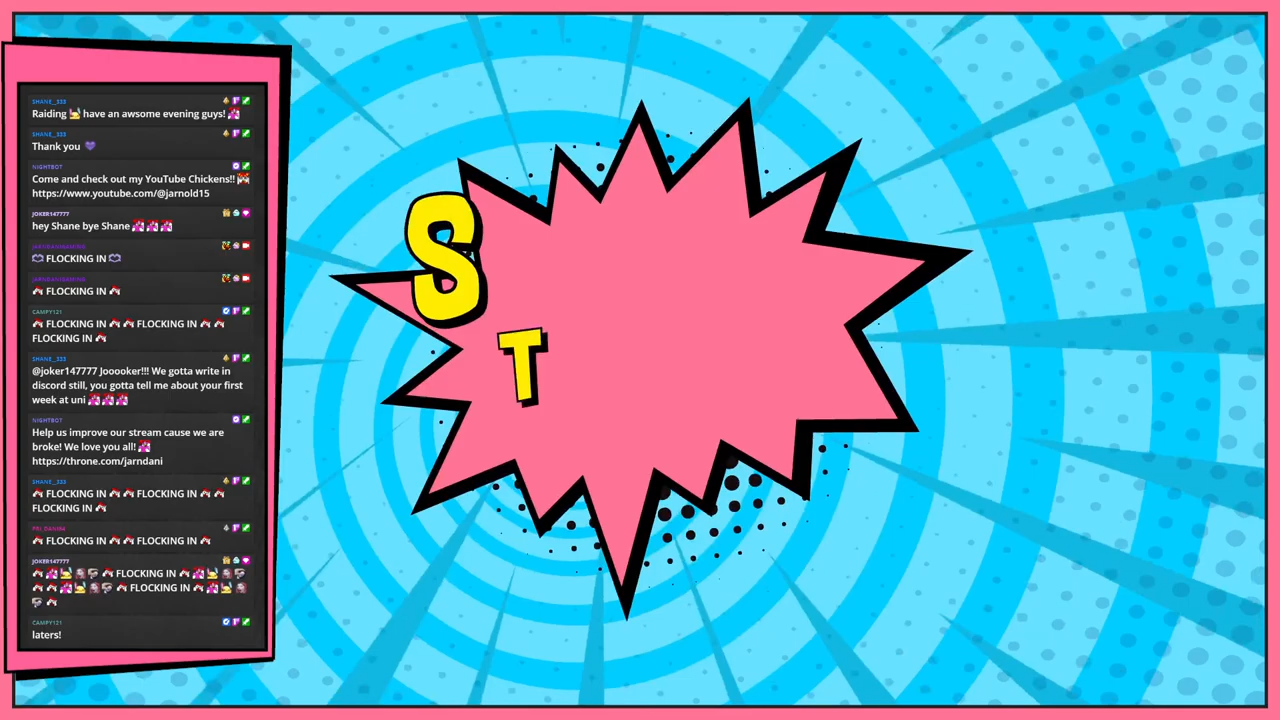 SHANE_333
Raiding have an awsome evening guys!
SHANE_333
Thank you
NIGHTBOT
Come and check out my YouTube Chickens!!
https://www.youtube.com/@jarnold15
JOKER147777
hey Shane bye Shane
FLOCKING IN
FLOCKING IN
CAMPY121
FLOCKING IN FLOCKING IN
FLOCKING IN
SHANE_333
@joker147777 Jooooker!!! We gotta write in
discord still, you gotta tell me about your first
week at uni
NIGHTBOT
Help us improve our stream cause we are
broke! We love you all!
https://throne.com/jarndani
SHANE_333
FLOCKING IN FLOCKING IN
FLOCKING IN
FLOCKING IN FLOCKING IN
JOKER147777
FLOCKING IN
FLOCKING IN
CAMPY121
laters!
S
T